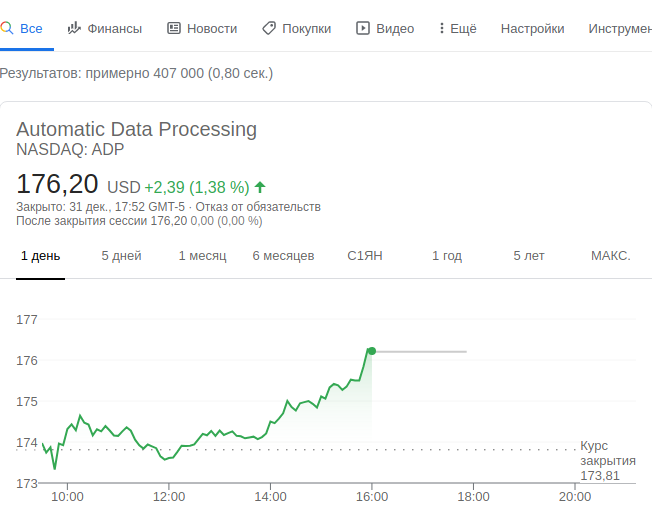 Все Финансы Новости Покупки Видео Ещё Настройки Инструмен
Результатов: примерно 407 000 (0,80 сек.)
Automatic Data Processing
NASDAQ: ADP
176,20 USD +2,39 (1,38 %)
Закрыто: 31 дек., 17:52 GMT-5 · Отказ от обязательств
После закрытия сессии 176,20 0,00 (0,00 %)
1 день 5 дней 1 месяц 6 месяцев С1ЯН 1 год 5 лет МАКС.
177
176
175
174
173
Курс
закрытия
173,81
10:00 12:00 14:00 16:00 18:00 20:00